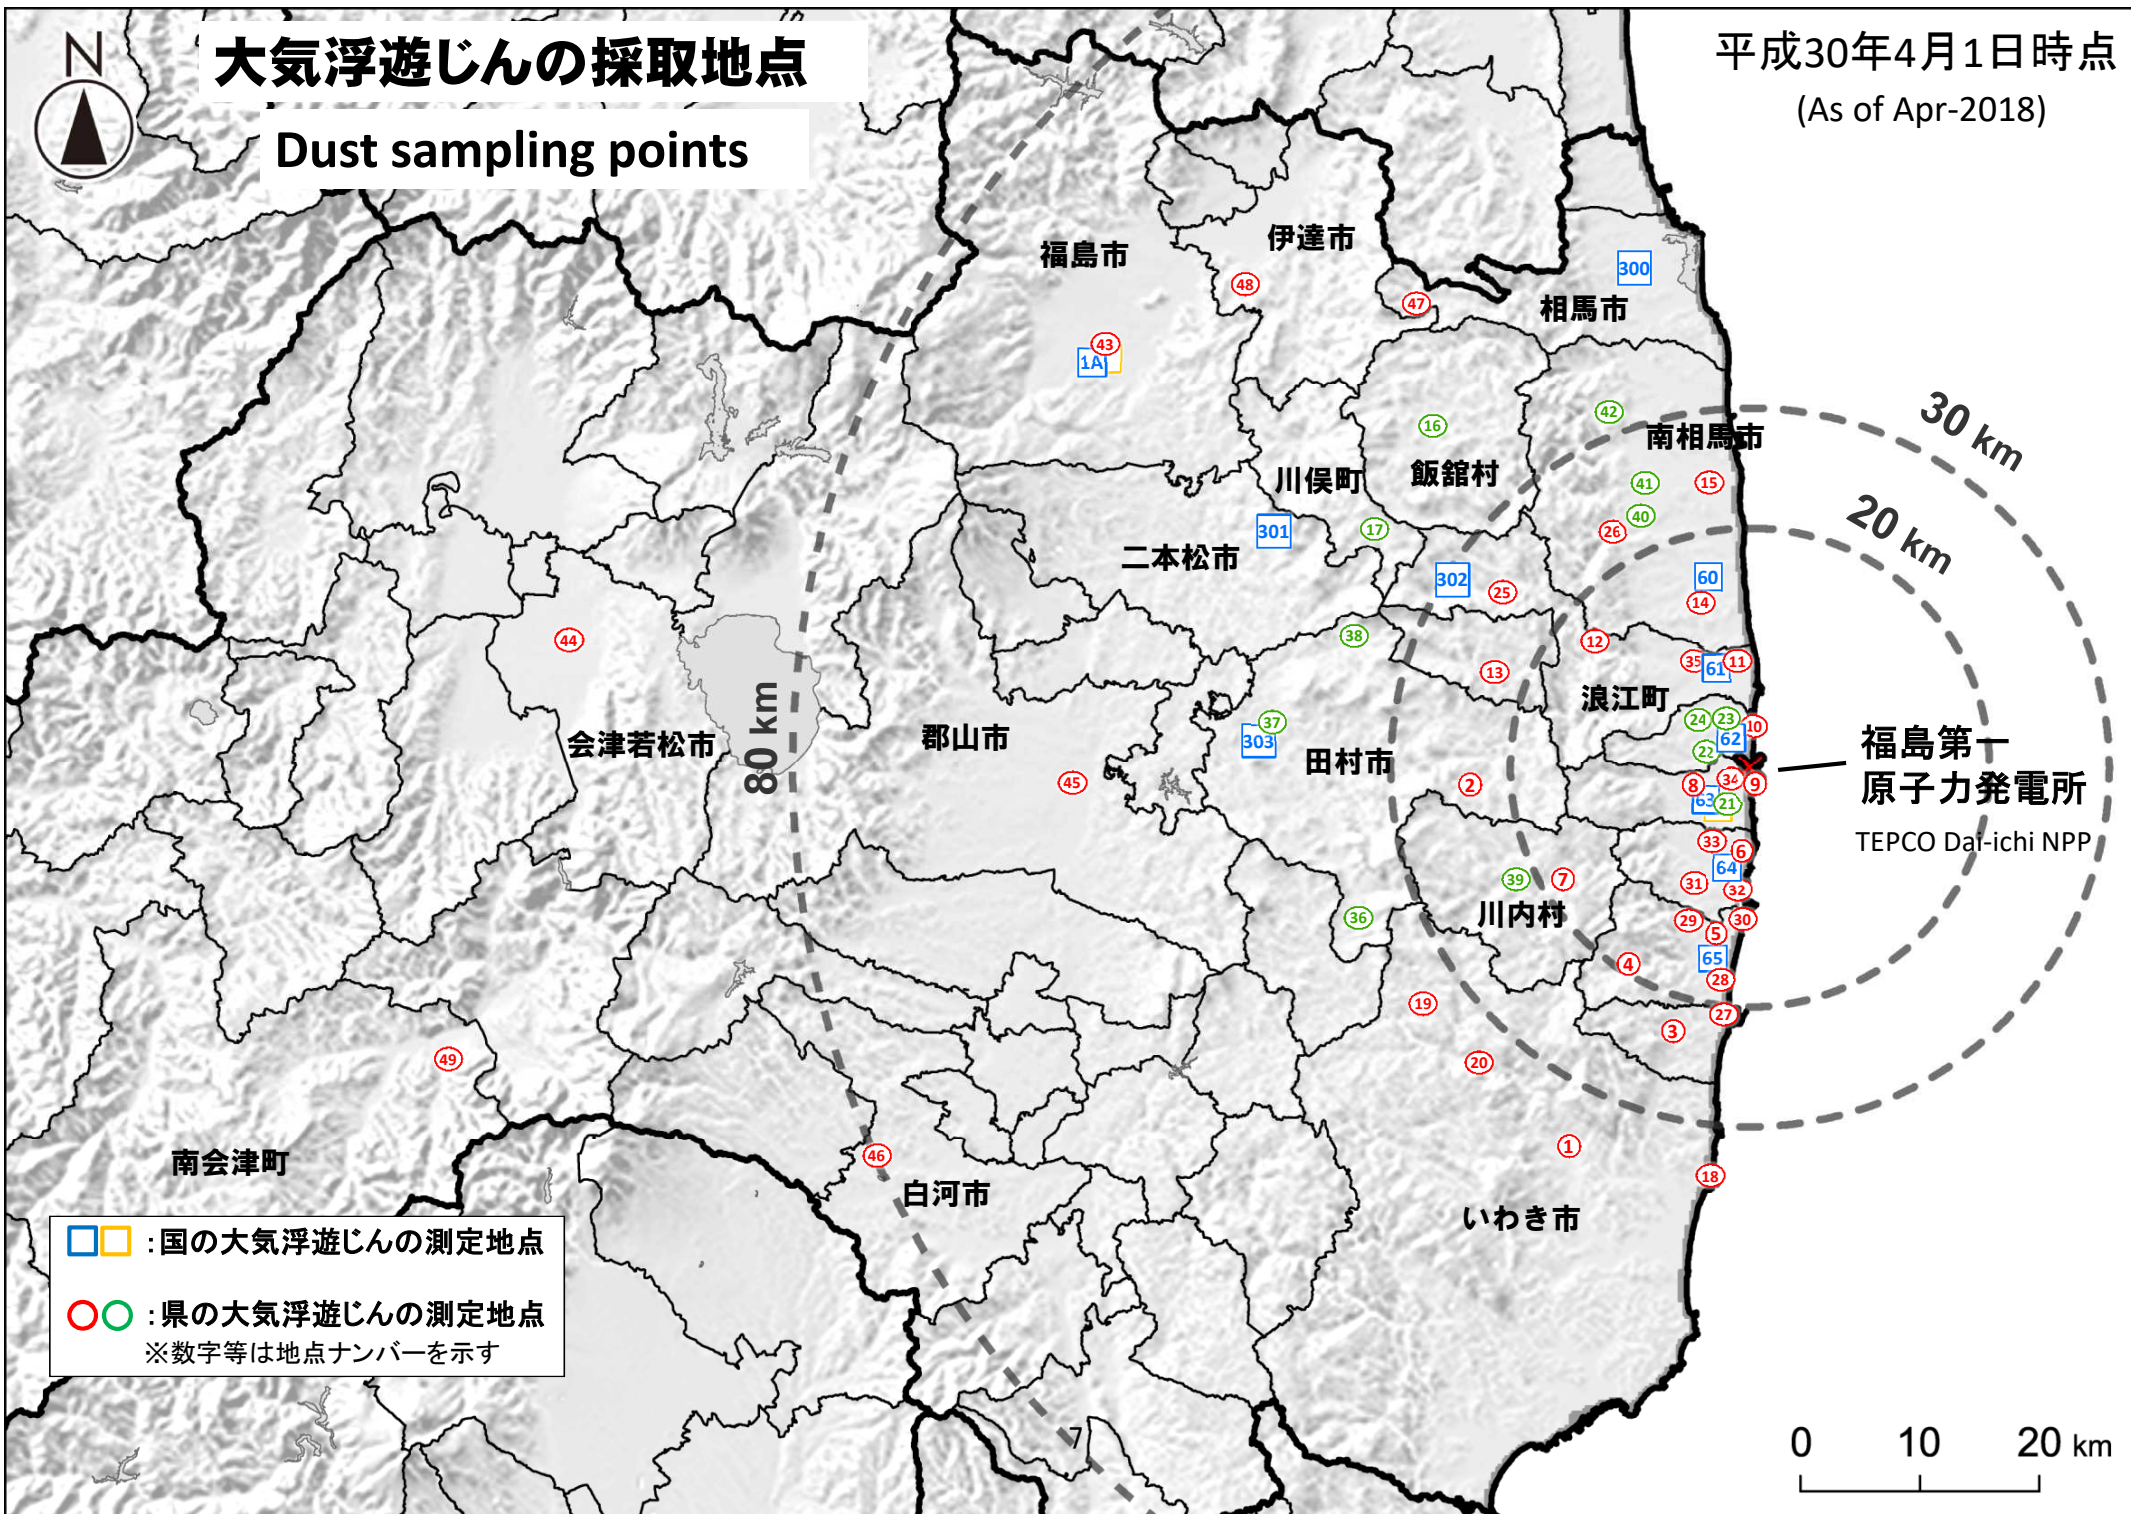 N
大気浮遊じんの採取地点
Dust sampling points
平成30年4月1日時点
(As of Apr-2018)
伊達市
福島市
300
48
47
相馬市
43
1A
30 km
42
16
南相馬市
飯舘村
川俣町
41
15
20 km
40
301
17
26
二本松市
302
60
25
14
44
38
12
35
61
11
13
浪江町
80 km
24
23
10
37
62
303
会津若松市
郡山市
22
福島第一
原子力発電所
TEPCO Dai-ichi NPP
田村市
45
2
8
34
9
63
21
33
6
64
39
7
31
32
川内村
36
29
30
5
65
4
28
19
27
3
49
20
1
46
南会津町
18
白河市
いわき市
:国の大気浮遊じんの測定地点
:県の大気浮遊じんの測定地点
※数字等は地点ナンバーを示す
7
0 10 20 km